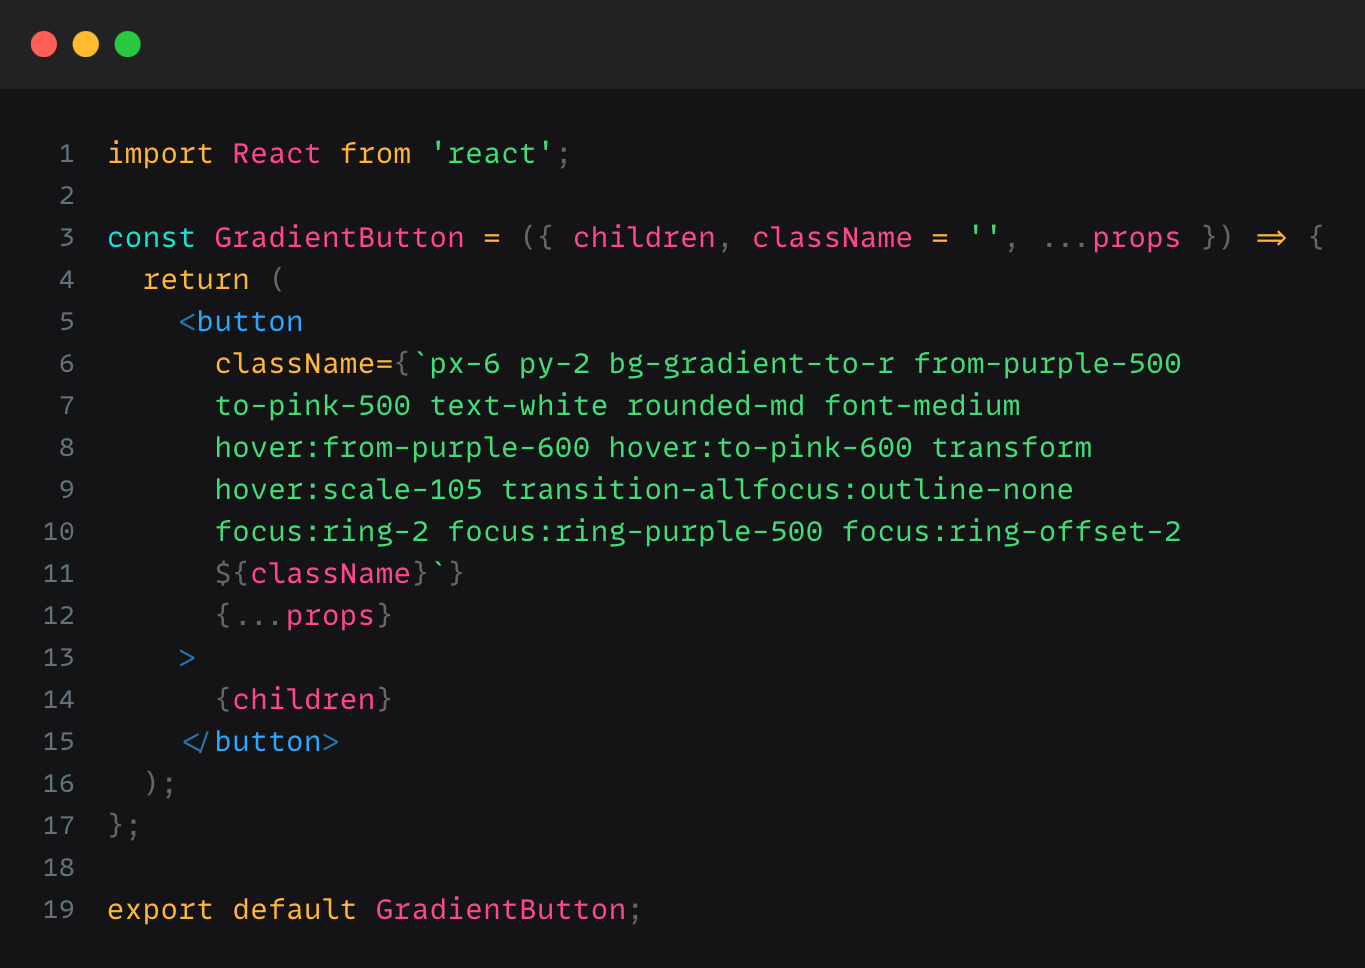 1 import React from 'react';
2
3 const GradientButton = ({ children, className = '', ...props }) => {
4   return (
5     <button
6       className={`px-6 py-2 bg-gradient-to-r from-purple-500
7       to-pink-500 text-white rounded-md font-medium
8       hover:from-purple-600 hover:to-pink-600 transform
9       hover:scale-105 transition-allfocus:outline-none
10       focus:ring-2 focus:ring-purple-500 focus:ring-offset-2
11       ${className}`}
12       {...props}
13     >
14       {children}
15     </button>
16   );
17 };
18
19 export default GradientButton;